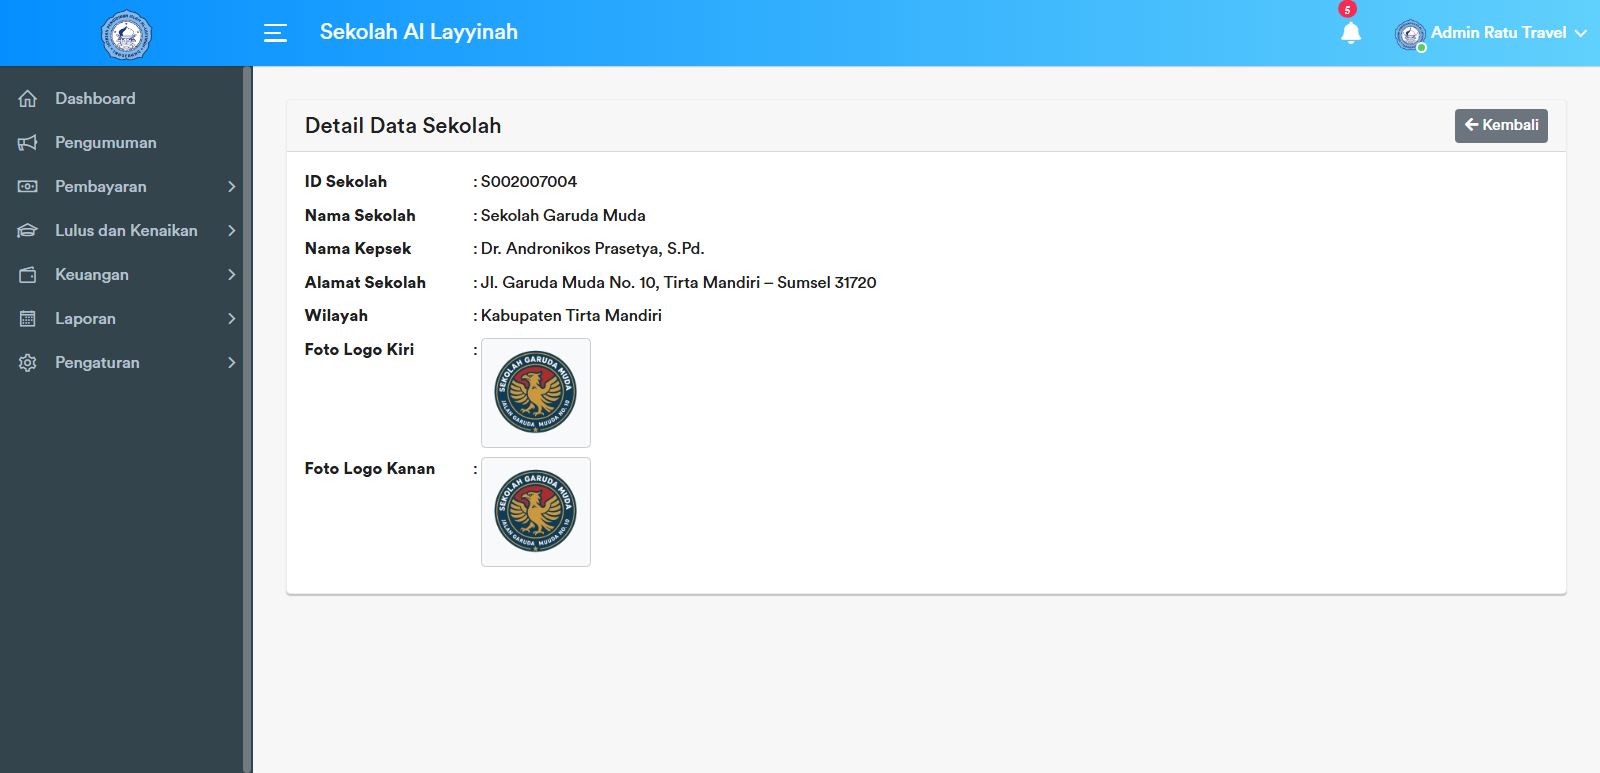 Sekolah Al Layyinah
5
Admin Ratu Travel
Dashboard
Pengumuman
Pembayaran
Lulus dan Kenaikan
Keuangan
Laporan
Pengaturan
Detail Data Sekolah
Kembali
ID Sekolah : S002007004
Nama Sekolah : Sekolah Garuda Muda
Nama Kepsek : Dr. Andronikos Prasetya, S.Pd.
Alamat Sekolah : Jl. Garuda Muda No. 10, Tirta Mandiri – Sumsel 31720
Wilayah : Kabupaten Tirta Mandiri
Foto Logo Kiri :
SEKOLAH GARUDA MUDA
JALAN GARUDA MUUDA NO. 10
Foto Logo Kanan :
SEKOLAH GARUDA MUDA
JALAN GARUDA MUUDA NO. 10